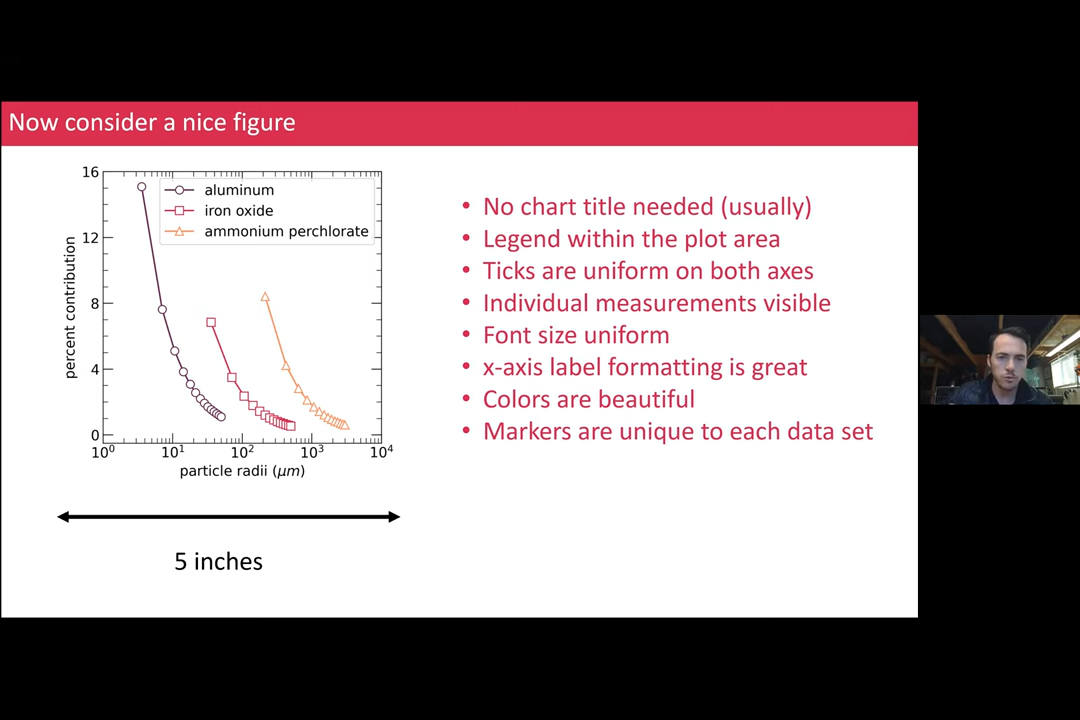 Now consider a nice figure
16
12
8
4
0
percent contribution
aluminum
iron oxide
ammonium perchlorate
10⁰ 10¹ 10² 10³ 10⁴
particle radii (μm)
5 inches
• No chart title needed (usually)
• Legend within the plot area
• Ticks are uniform on both axes
• Individual measurements visible
• Font size uniform
• x-axis label formatting is great
• Colors are beautiful
• Markers are unique to each data set